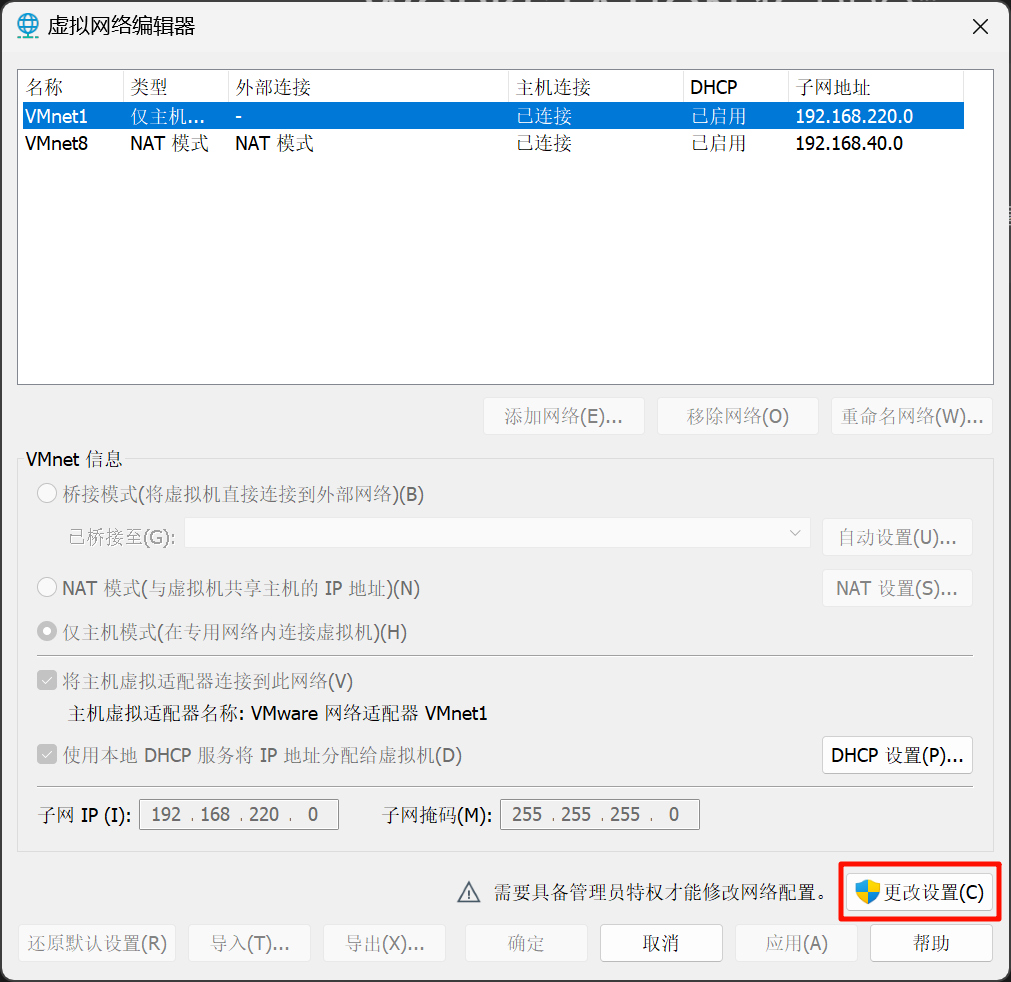 虚拟网络编辑器
名称 类型 外部连接 主机连接 DHCP 子网地址
VMnet1 仅主机... - 已连接 已启用 192.168.220.0
VMnet8 NAT 模式 NAT 模式 已连接 已启用 192.168.40.0
添加网络(E)... 移除网络(O) 重命名网络(W)...
VMnet 信息
桥接模式(将虚拟机直接连接到外部网络)(B)
已桥接至(G): 自动设置(U)...
NAT 模式(与虚拟机共享主机的 IP 地址)(N) NAT 设置(S)...
仅主机模式(在专用网络内连接虚拟机)(H)
将主机虚拟适配器连接到此网络(V)
主机虚拟适配器名称: VMware 网络适配器 VMnet1
使用本地 DHCP 服务将 IP 地址分配给虚拟机(D) DHCP 设置(P)...
子网 IP (I): 192 . 168 . 220 . 0 子网掩码(M): 255 . 255 . 255 . 0
需要具备管理员特权才能修改网络配置。 更改设置(C)
还原默认设置(R) 导入(T)... 导出(X)... 确定 取消 应用(A) 帮助